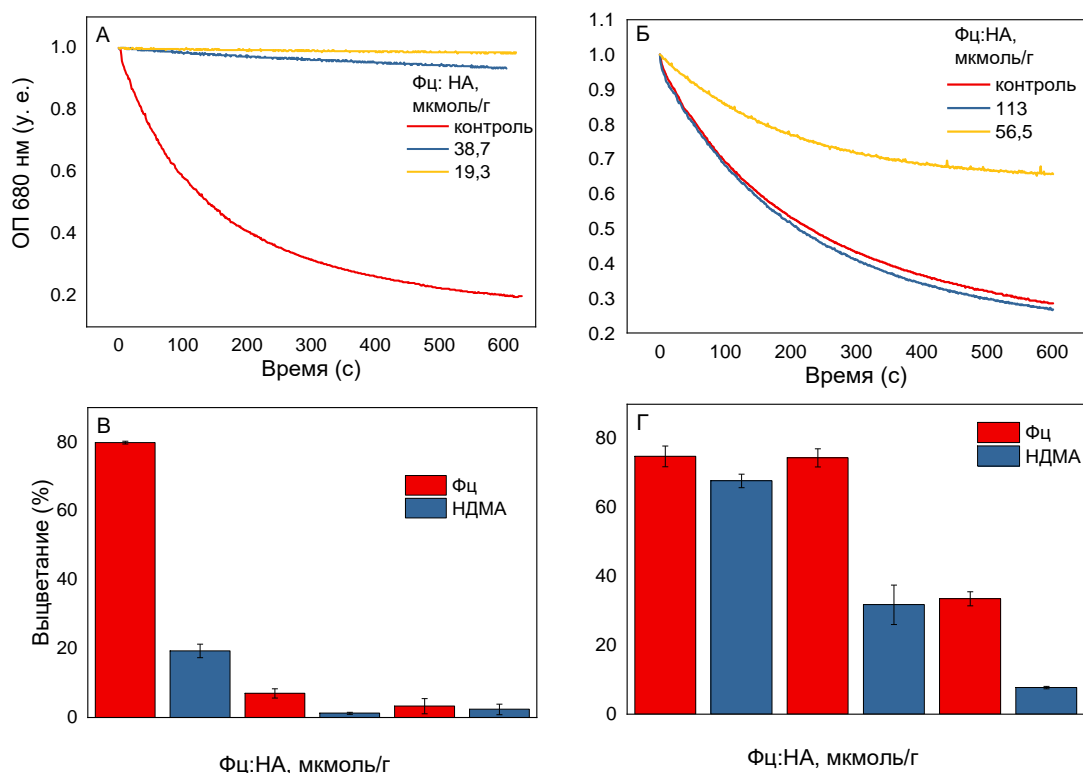 А
ОП 680 нм (у. е.)
1.0
0.8
0.6
0.4
0.2
Фц: НА,
мкмоль/г
контроль
38,7
19,3
0 100 200 300 400 500 600
Время (с)
Б
1.1
1.0
0.9
0.8
0.7
0.6
0.5
0.4
0.3
0.2
Фц:НА,
мкмоль/г
контроль
113
56,5
0 100 200 300 400 500 600
Время (с)
В
Выцветание (%)
80
60
40
20
0
Фц
НДМА
Фц:НА, мкмоль/г
Г
80
60
40
20
0
Фц
НДМА
Фц:НА, мкмоль/г